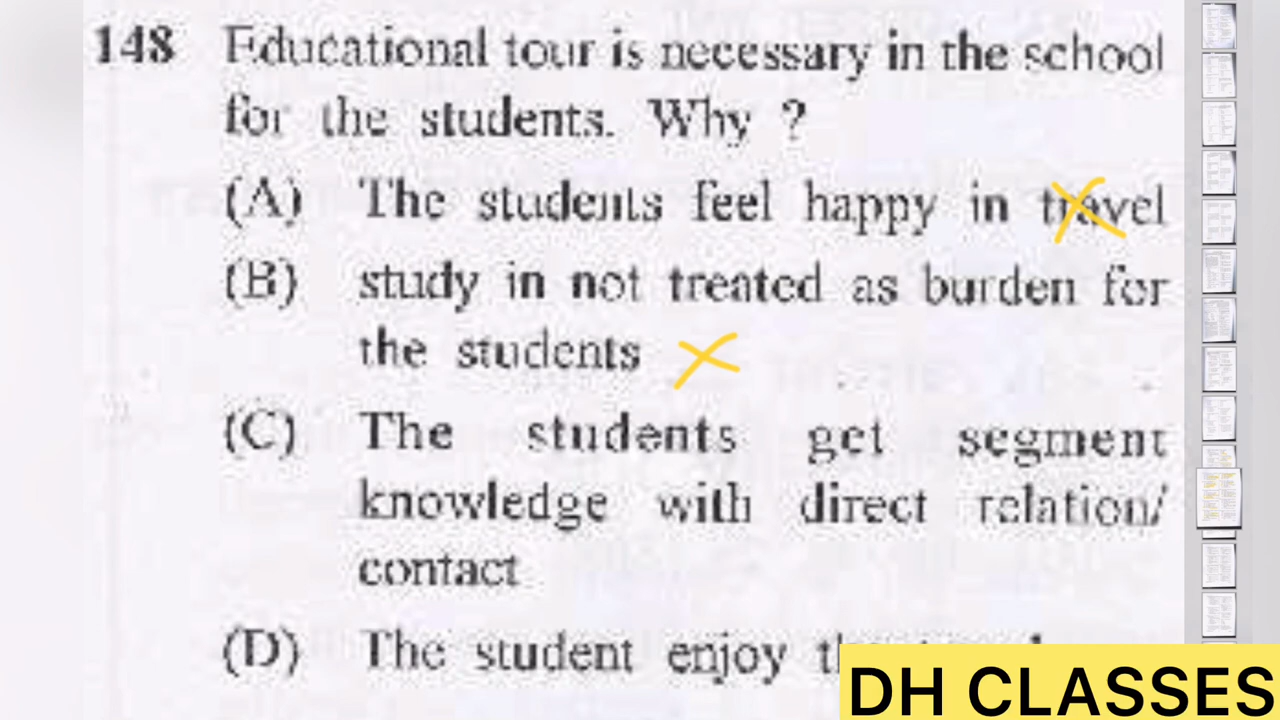 148 Educational tour is necessary in the school
for the students. Why ?
(A) The students feel happy in travel
(B) study in not treated as burden for
the students
(C) The students get segment
knowledge with direct relation/
contact
(D) The student enjoy
DH CLASSES